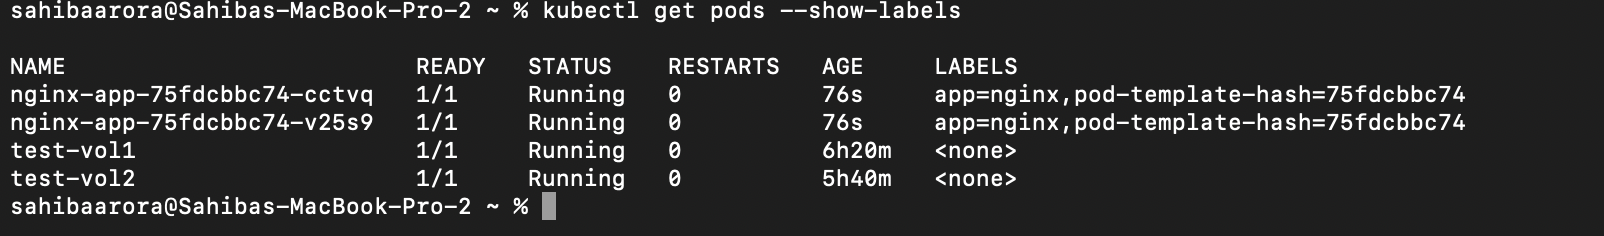 sahibaarora@Sahibas-MacBook-Pro-2 ~ % kubectl get pods --show-labels
NAME READY STATUS RESTARTS AGE LABELS
nginx-app-75fdcbbc74-cctvq 1/1 Running 0 76s app=nginx,pod-template-hash=75fdcbbc74
nginx-app-75fdcbbc74-v25s9 1/1 Running 0 76s app=nginx,pod-template-hash=75fdcbbc74
test-vol1 1/1 Running 0 6h20m <none>
test-vol2 1/1 Running 0 5h40m <none>
sahibaarora@Sahibas-MacBook-Pro-2 ~ %